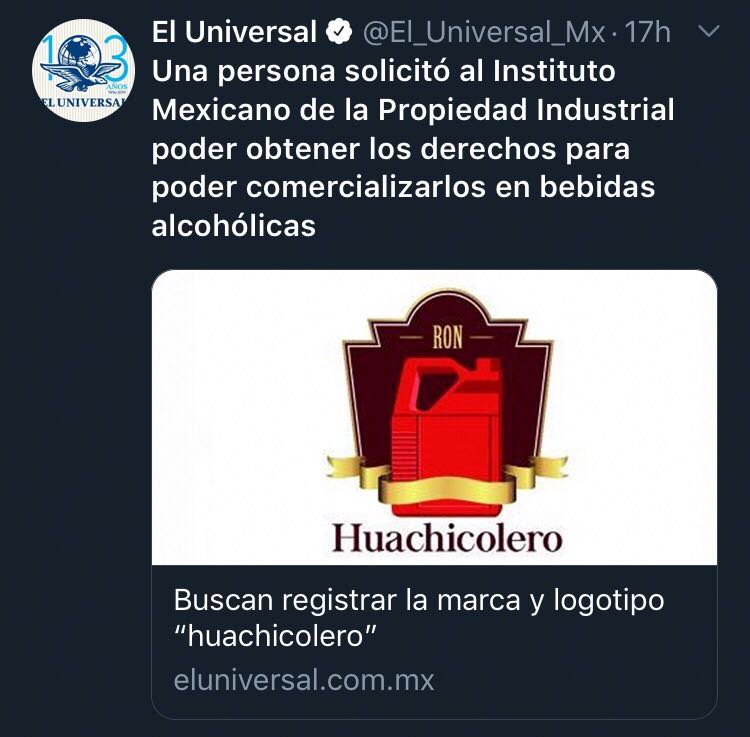 El Universal @El_Universal_Mx · 17h
Una persona solicitó al Instituto
Mexicano de la Propiedad Industrial
poder obtener los derechos para
poder comercializarlos en bebidas
alcohólicas
103
AÑOS
EL UNIVERSAL
RON
Huachicolero
Buscan registrar la marca y logotipo
“huachicolero”
eluniversal.com.mx